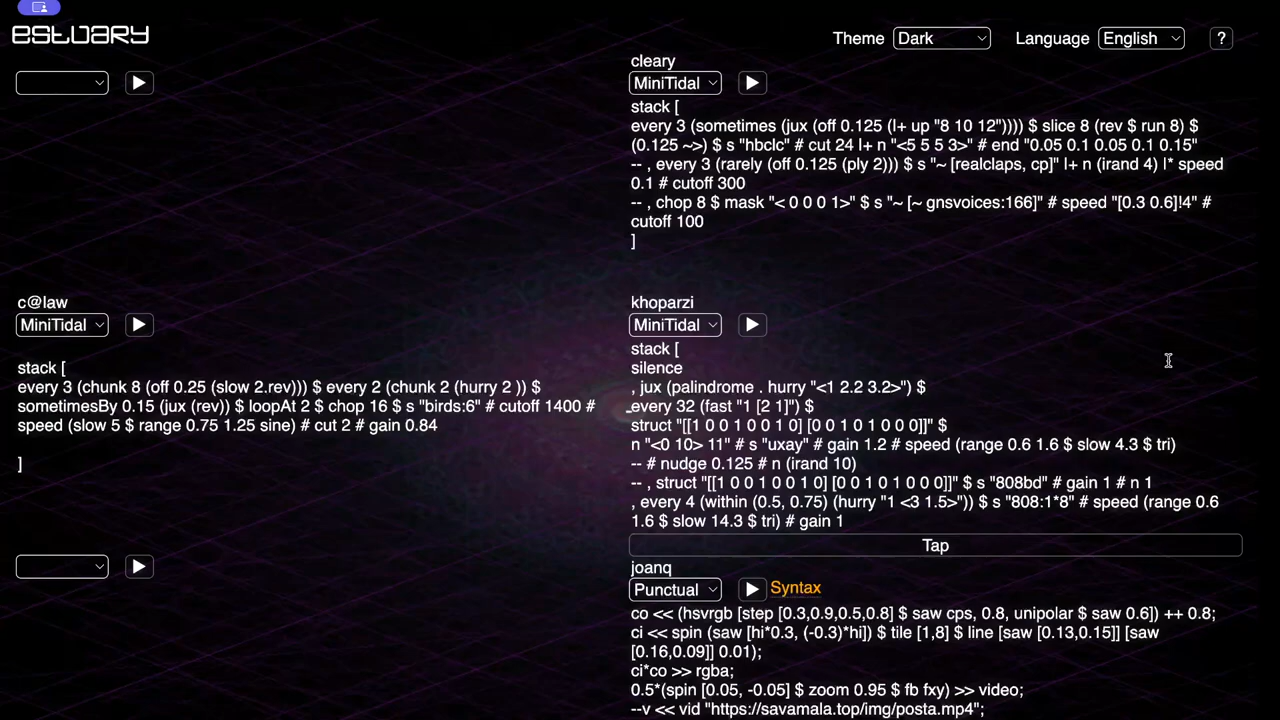 ESTUARY
Theme Dark Language English ?
cleary
MiniTidal
stack [
every 3 (sometimes (jux (off 0.125 (|+ up "8 10 12")))) $ slice 8 (rev $ run 8) $
(0.125 ~>) $ s "hbclc" # cut 24 |+ n "<5 5 5 3>" # end "0.05 0.1 0.05 0.1 0.15"
-- , every 3 (rarely (off 0.125 (ply 2))) $ s "~ [realclaps, cp]" |+ n (irand 4) |* speed
0.1 # cutoff 300
-- , chop 8 $ mask "< 0 0 0 1>" $ s "~ [~ gnsvoices:166]" # speed "[0.3 0.6]!4" #
cutoff 100
]
c@law
MiniTidal
stack [
every 3 (chunk 8 (off 0.25 (slow 2.rev))) $ every 2 (chunk 2 (hurry 2 )) $
sometimesBy 0.15 (jux (rev)) $ loopAt 2 $ chop 16 $ s "birds:6" # cutoff 1400 #
speed (slow 5 $ range 0.75 1.25 sine) # cut 2 # gain 0.84
]
khoparzi
MiniTidal
stack [
silence
, jux (palindrome . hurry "<1 2.2 3.2>") $
every 32 (fast "1 [2 1]") $
struct "[[1 0 0 1 0 0 1 0] [0 0 1 0 1 0 0 0]]" $
n "<0 10> 11" # s "uxay" # gain 1.2 # speed (range 0.6 1.6 $ slow 4.3 $ tri)
-- # nudge 0.125 # n (irand 10)
-- , struct "[[1 0 0 1 0 0 1 0] [0 0 1 0 1 0 0 0]]" $ s "808bd" # gain 1 # n 1
, every 4 (within (0.5, 0.75) (hurry "1 <3 1.5>")) $ s "808:1*8" # speed (range 0.6
1.6 $ slow 14.3 $ tri) # gain 1
Tap
joanq
Punctual Syntax
co << (hsvrgb [step [0.3,0.9,0.5,0.8] $ saw cps, 0.8, unipolar $ saw 0.6]) ++ 0.8;
ci << spin (saw [hi*0.3, (-0.3)*hi]) $ tile [1,8] $ line [saw [0.13,0.15]] [saw
[0.16,0.09]] 0.01);
ci*co >> rgba;
0.5*(spin [0.05, -0.05] $ zoom 0.95 $ fb fxy) >> video;
--v << vid "https://savamala.top/img/posta.mp4";